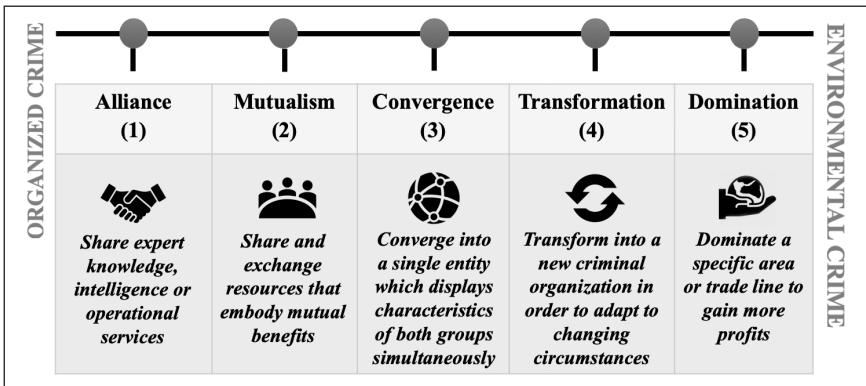 ORGANIZED CRIME
Alliance
(1)
Share expert
knowledge,
intelligence or
operational
services
Mutualism
(2)
Share and
exchange
resources that
embody mutual
benefits
Convergence
(3)
Converge into
a single entity
which displays
characteristics
of both groups
simultaneously
Transformation
(4)
Transform into a
new criminal
organization in
order to adapt to
changing
circumstances
Domination
(5)
Dominate a
specific area
or trade line to
gain more
profits
ENVIRONMENTAL CRIME